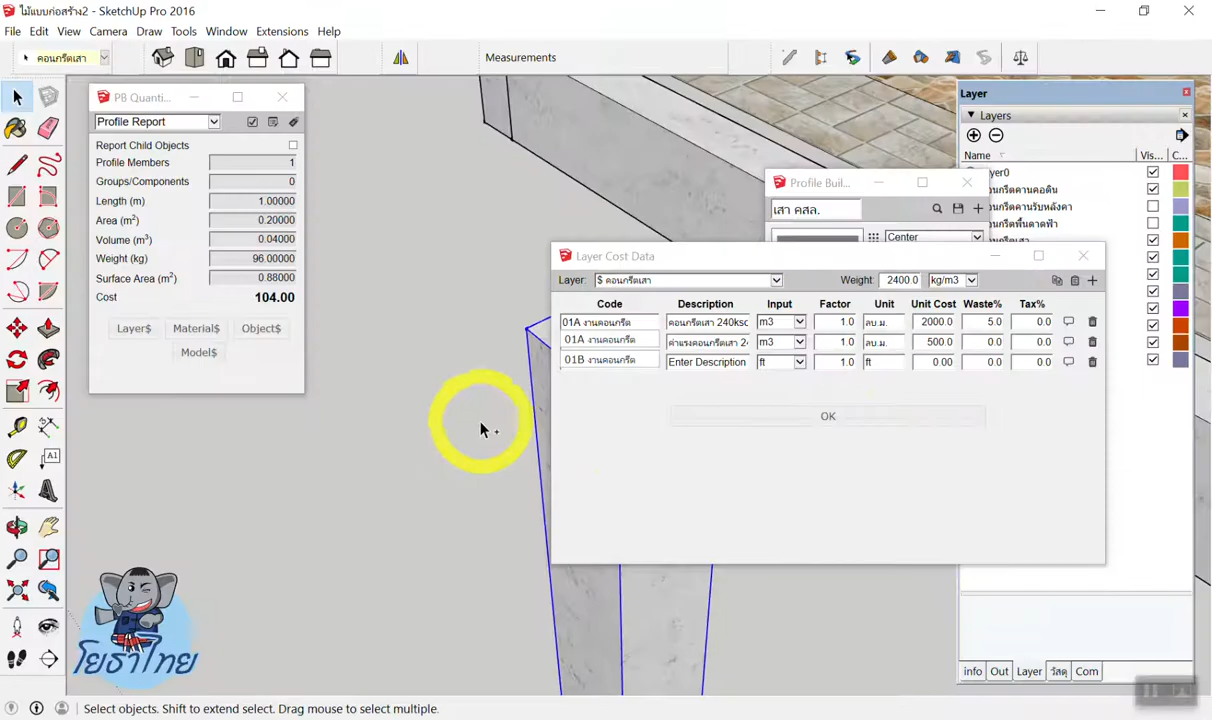 ไม้แบบก่อสร้าง2 - SketchUp Pro 2016
File Edit View Camera Draw Tools Window Extensions Help
คอนกรีตเสา
Measurements
PB Quanti...
Profile Report
Report Child Objects
Profile Members 1
Groups/Components 0
Length (m) 1.00000
Area (m²) 0.20000
Volume (m³) 0.04000
Weight (kg) 96.00000
Surface Area (m²) 0.88000
Cost 104.00
Layer$ Material$ Object$
Model$
Profile Buil...
เสา คสล.
Center
Layer Cost Data
Layer: $ คอนกรีตเสา Weight: 2400.0 kg/m3
Code Description Input Factor Unit Unit Cost Waste% Tax%
01A งานคอนกรีต คอนกรีตเสา 240ksc m3 1.0 ลบ.ม. 2000.0 5.0 0.0
01A งานคอนกรีต ค่าแรงคอนกรีตเสา 24 m3 1.0 ลบ.ม. 500.0 0.0 0.0
01B งานคอนกรีต Enter Description ft 1.0 ft 0.00 0.0 0.0
OK
Layer
Layers
Name Vis... C...
ayer0
อนกรีตคานคอดิน
อนกรีตคานรับหลังคา
อนกรีตพื้นดาดฟ้า
อนกรีตเสา
info Out Layer วัสดุ Com
A1
โยธาไทย
Select objects. Shift to extend select. Drag mouse to select multiple.